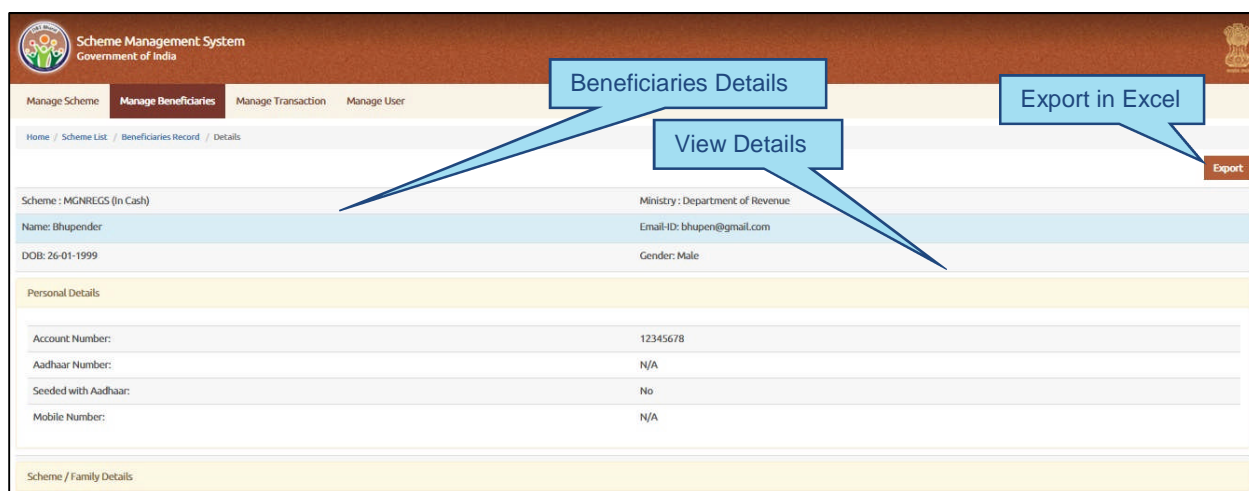 Scheme Management System
Government of India
Beneficiaries Details
Export in Excel
Manage Scheme Manage Beneficiaries Manage Transaction Manage User
View Details
Home / Scheme List / Beneficiaries Record / Details
Export
Scheme : MGNREGS (In Cash) Ministry : Department of Revenue
Name: Bhupender Email-ID: bhupen@gmail.com
DOB: 26-01-1999 Gender: Male
Personal Details
Account Number: 12345678
Aadhaar Number: N/A
Seeded with Aadhaar: No
Mobile Number: N/A
Scheme / Family Details